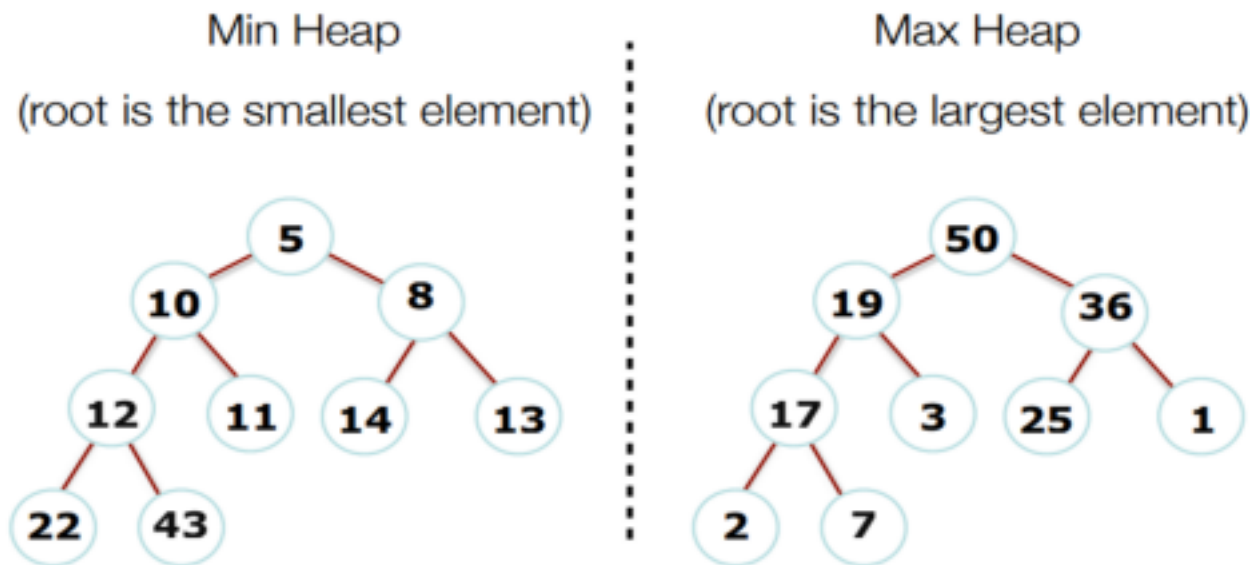 Min Heap
(root is the smallest element)
5
10 8
12 11 14 13
22 43
Max Heap
(root is the largest element)
50
19 36
17 3 25 1
2 7